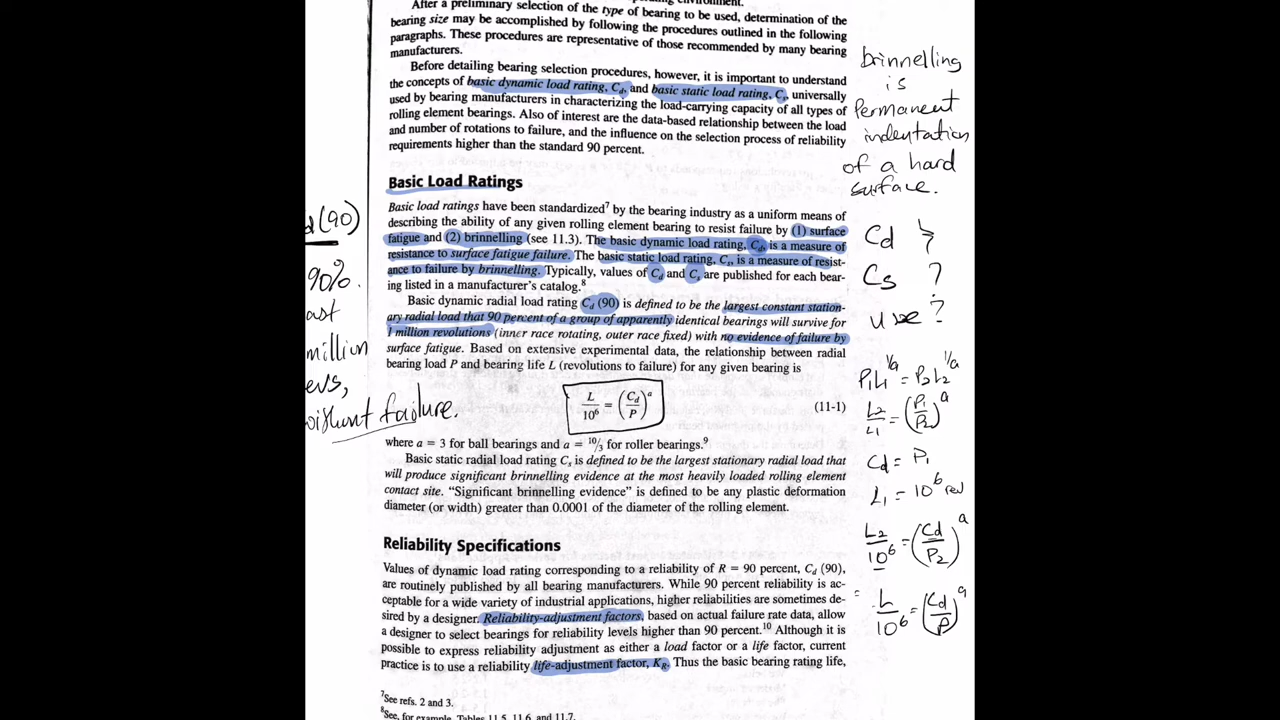 After a preliminary selection of the type of bearing to be used, determination of the
bearing size may be accomplished by following the procedures outlined in the following
paragraphs. These procedures are representative of those recommended by many bearing
manufacturers.
Before detailing bearing selection procedures, however, it is important to understand
the concepts of basic dynamic load rating, Cd, and basic static load rating, Cs, universally
used by bearing manufacturers in characterizing the load-carrying capacity of all types of
rolling element bearings. Also of interest are the data-based relationship between the load
and number of rotations to failure, and the influence on the selection process of reliability
requirements higher than the standard 90 percent.
Basic Load Ratings
Basic load ratings have been standardized⁷ by the bearing industry as a uniform means of
describing the ability of any given rolling element bearing to resist failure by (1) surface
fatigue and (2) brinnelling (see 11.3). The basic dynamic load rating, Cd, is a measure of
resistance to surface fatigue failure. The basic static load rating, Cs, is a measure of resist-
ance to failure by brinnelling. Typically, values of Cd and Cs are published for each bear-
ing listed in a manufacturer's catalog.⁸
Basic dynamic radial load rating Cd (90) is defined to be the largest constant station-
ary radial load that 90 percent of a group of apparently identical bearings will survive for
1 million revolutions (inner race rotating, outer race fixed) with no evidence of failure by
surface fatigue. Based on extensive experimental data, the relationship between radial
bearing load P and bearing life L (revolutions to failure) for any given bearing is
L/10⁶ = (Cd/P)ᵃ (11-1)
where a = 3 for ball bearings and a = 10/3 for roller bearings.⁹
Basic static radial load rating Cs is defined to be the largest stationary radial load that
will produce significant brinnelling evidence at the most heavily loaded rolling element
contact site. "Significant brinnelling evidence" is defined to be any plastic deformation
diameter (or width) greater than 0.0001 of the diameter of the rolling element.
Reliability Specifications
Values of dynamic load rating corresponding to a reliability of R = 90 percent, Cd (90),
are routinely published by all bearing manufacturers. While 90 percent reliability is ac-
ceptable for a wide variety of industrial applications, higher reliabilities are sometimes de-
sired by a designer. Reliability-adjustment factors, based on actual failure rate data, allow
a designer to select bearings for reliability levels higher than 90 percent.¹⁰ Although it is
possible to express reliability adjustment as either a load factor or a life factor, current
practice is to use a reliability life-adjustment factor, KR. Thus the basic bearing rating life,
⁷See refs. 2 and 3.
⁸See, for example, Tables 11.5, 11.6, and 11.7.
d(90)
90%.
ast
million
evs,
without failure.
brinnelling
is
permanent
indentation
of a hard
surface.
Cd
Cs ?
use ?
P₁L₁^1/a = P₂L₂^1/a
L₂/L₁ = (P₁/P₂)ᵃ
Cd = P₁
L₁ = 10⁶ rev
L₂/10⁶ = (Cd/P₂)ᵃ
L/10⁶ = (Cd/P)ᵃ